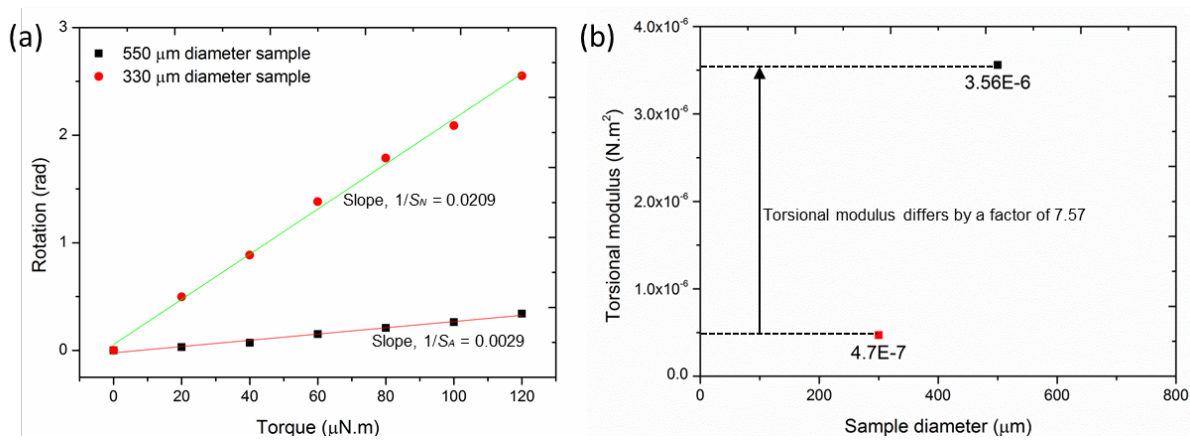 (a)
550 μm diameter sample
330 μm diameter sample
Slope, 1/SN = 0.0209
Slope, 1/SA = 0.0029
Rotation (rad)
3
2
1
0
0 20 40 60 80 100 120
Torque (μN.m)
(b)
Torsional modulus (N.m²)
4.0x10⁻⁶
3.0x10⁻⁶
2.0x10⁻⁶
1.0x10⁻⁶
0.0
3.56E-6
Torsional modulus differs by a factor of 7.57
4.7E-7
0 200 400 600 800
Sample diameter (μm)